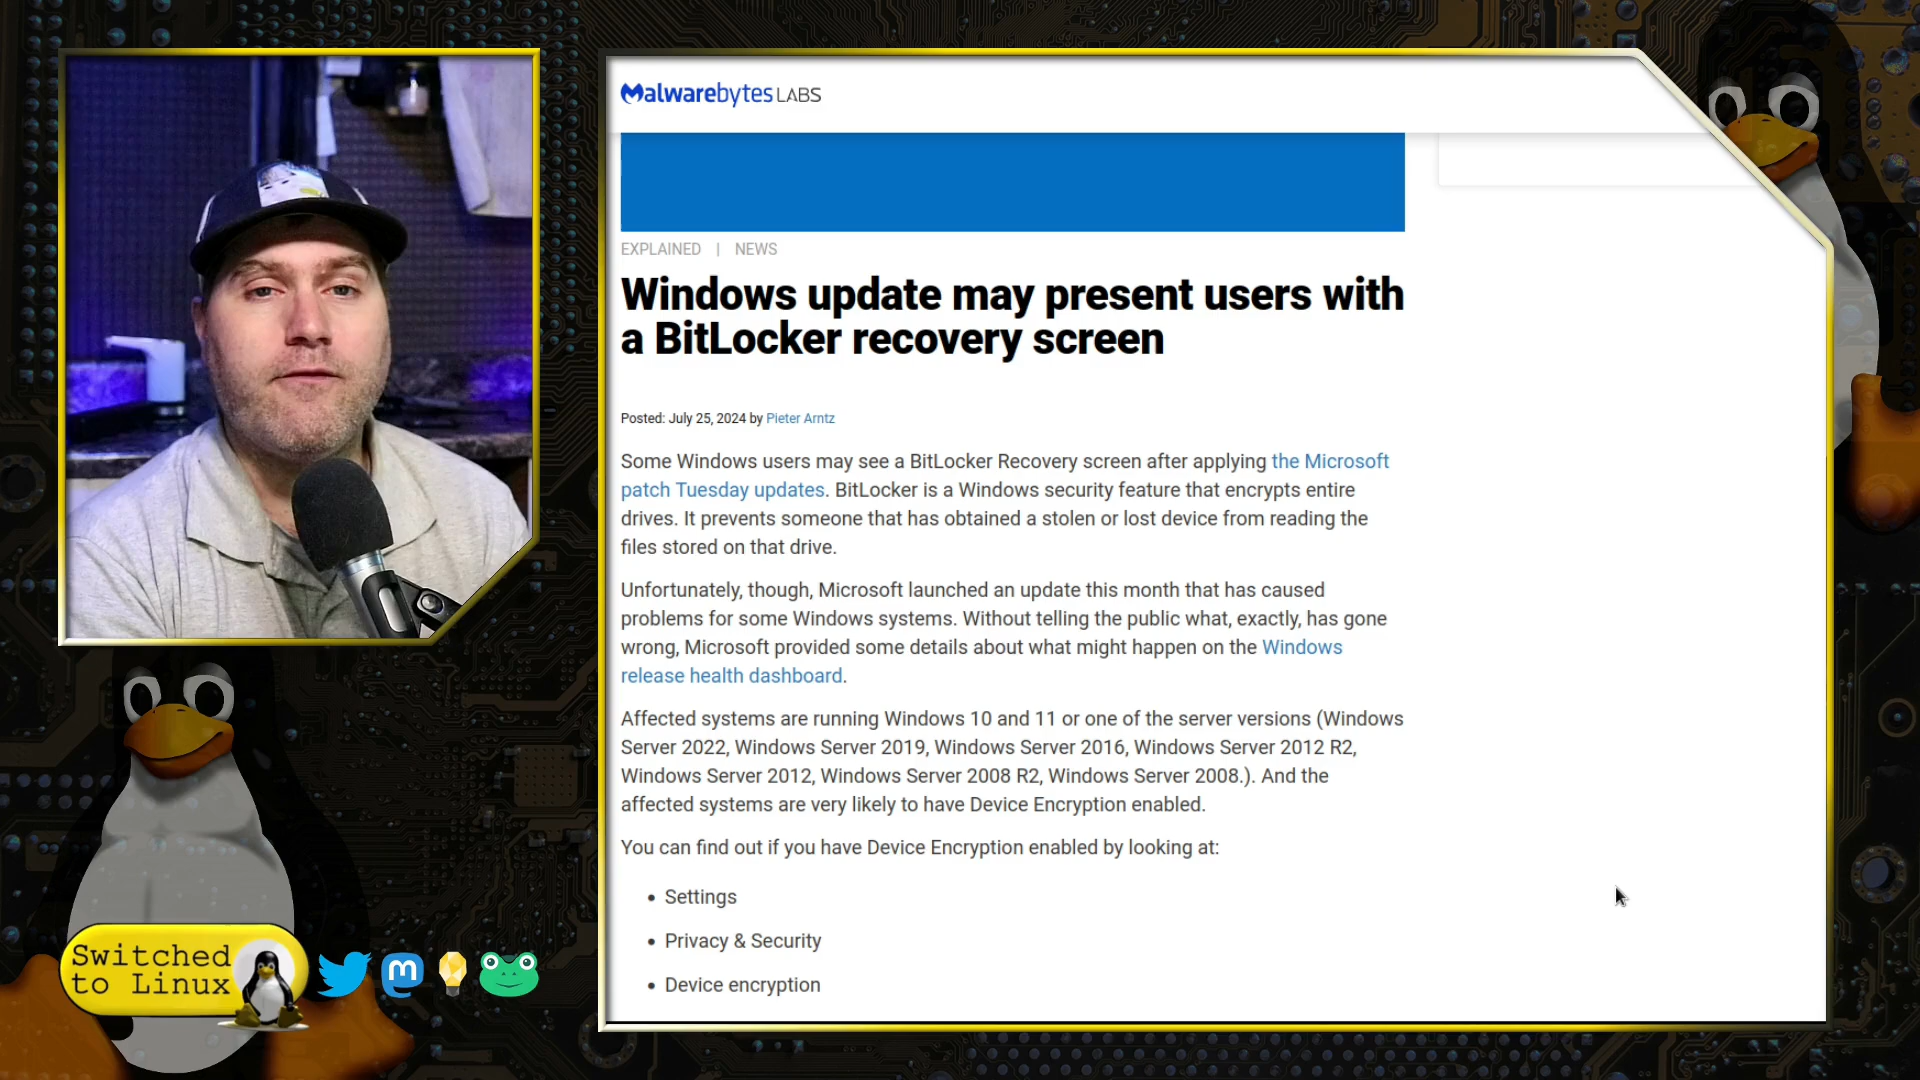 Malwarebytes LABS
EXPLAINED | NEWS
Windows update may present users with
a BitLocker recovery screen
Posted: July 25, 2024 by Pieter Arntz
Some Windows users may see a BitLocker Recovery screen after applying the Microsoft
patch Tuesday updates. BitLocker is a Windows security feature that encrypts entire
drives. It prevents someone that has obtained a stolen or lost device from reading the
files stored on that drive.
Unfortunately, though, Microsoft launched an update this month that has caused
problems for some Windows systems. Without telling the public what, exactly, has gone
wrong, Microsoft provided some details about what might happen on the Windows
release health dashboard.
Affected systems are running Windows 10 and 11 or one of the server versions (Windows
Server 2022, Windows Server 2019, Windows Server 2016, Windows Server 2012 R2,
Windows Server 2012, Windows Server 2008 R2, Windows Server 2008.). And the
affected systems are very likely to have Device Encryption enabled.
You can find out if you have Device Encryption enabled by looking at:
• Settings
• Privacy & Security
• Device encryption
Switched
to Linux